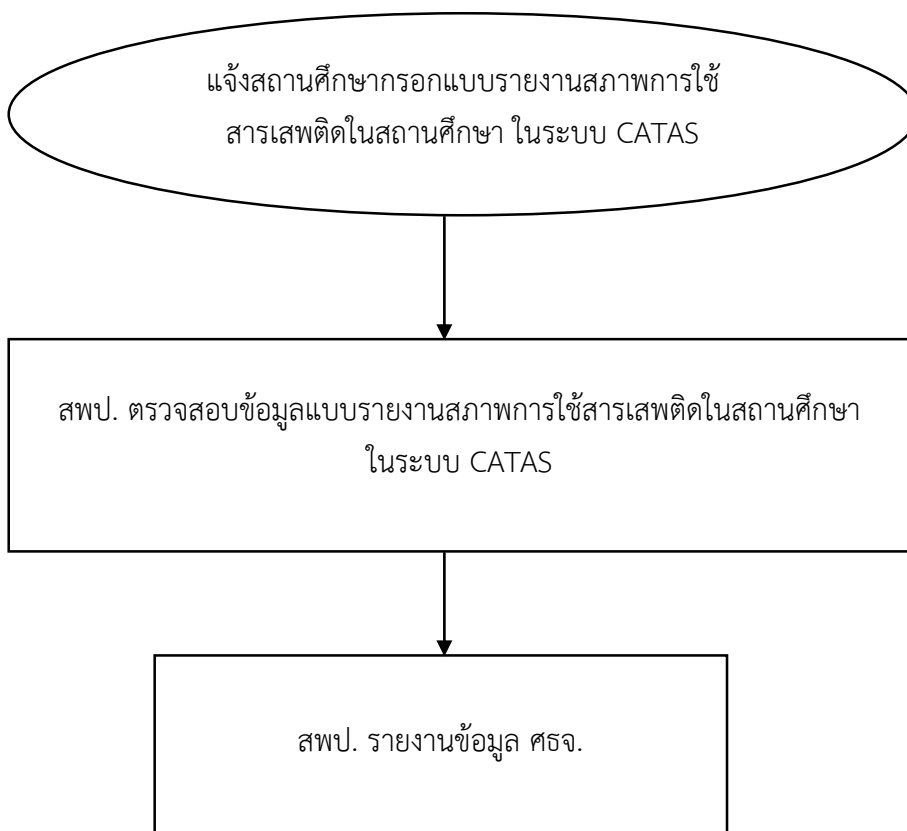 แจ้งสถานศึกษากรอกแบบรายงานสภาพการใช้
สารเสพติดในสถานศึกษา ในระบบ CATAS
สพป. ตรวจสอบข้อมูลแบบรายงานสภาพการใช้สารเสพติดในสถานศึกษา
ในระบบ CATAS
สพป. รายงานข้อมูล ศธจ.